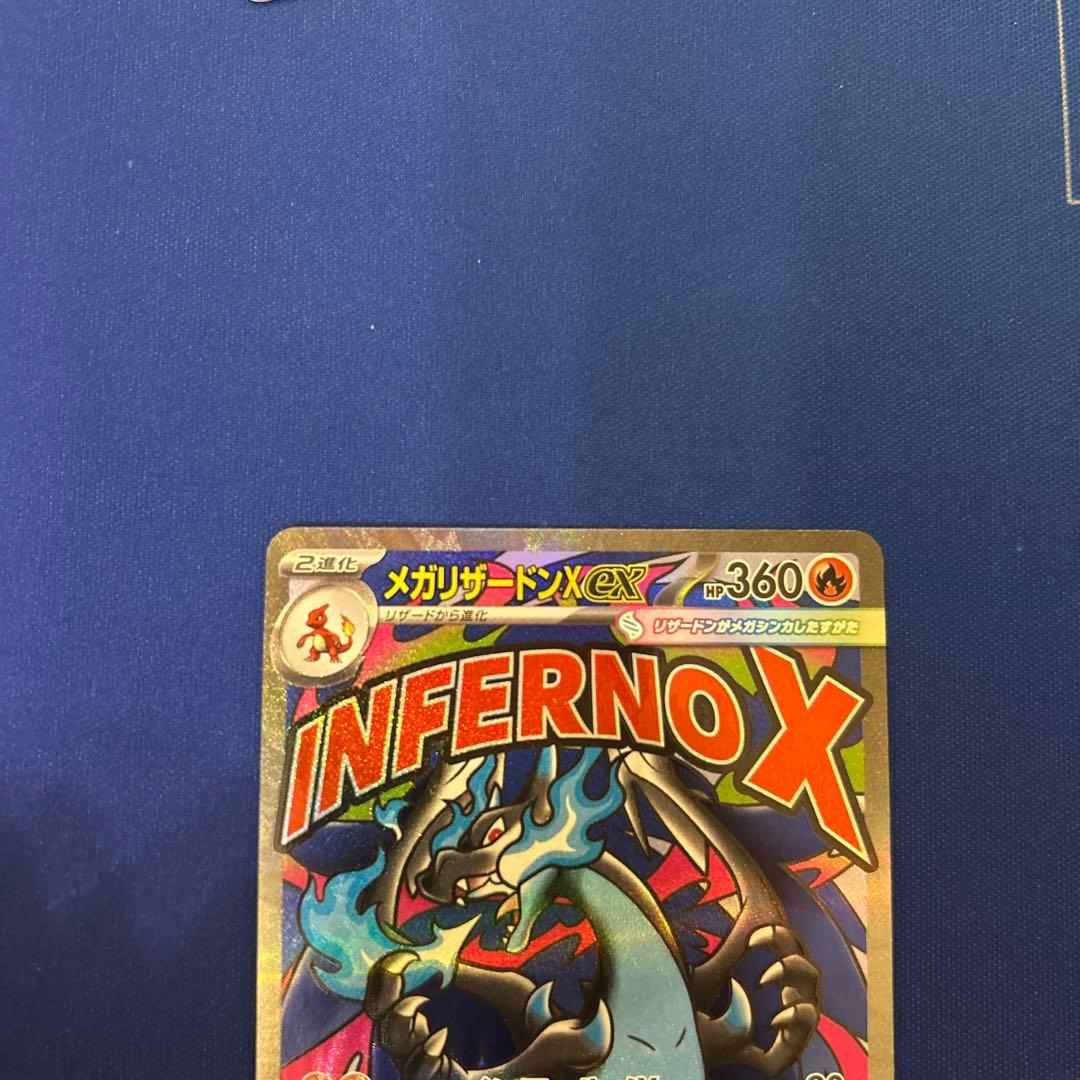 2進化
メガリザードンXex HP360
リザードから進化
リザードンがメガシンカしたすがた
INFERNO X